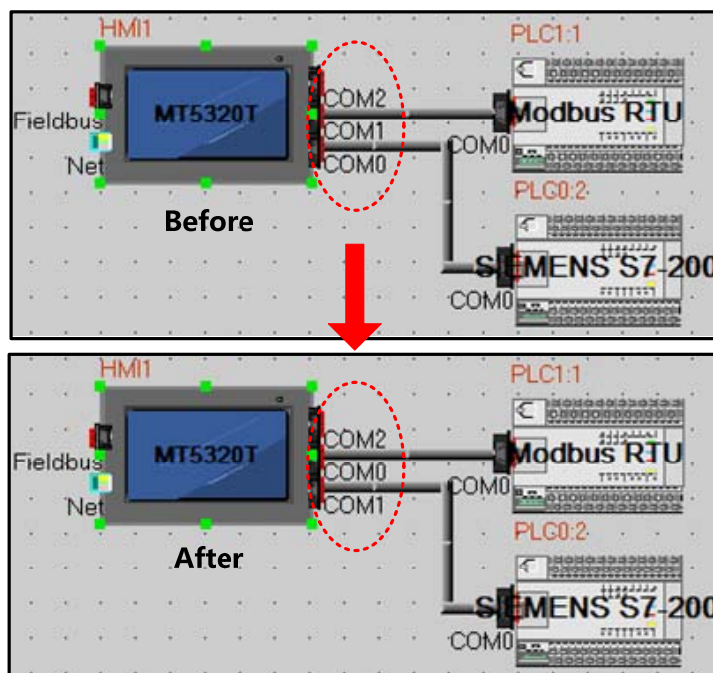 HMI1
PLC1:1
MT5320T
COM2
Modbus RTU
Fieldbus
COM1
COM0
Net
COM0
PLC0:2
Before
SIEMENS S7-200
COM0
HMI1
PLC1:1
COM2
MT5320T
Modbus RTU
Fieldbus
COM0
COM0
Net
COM1
PLC0:2
After
SIEMENS S7-200
COM0